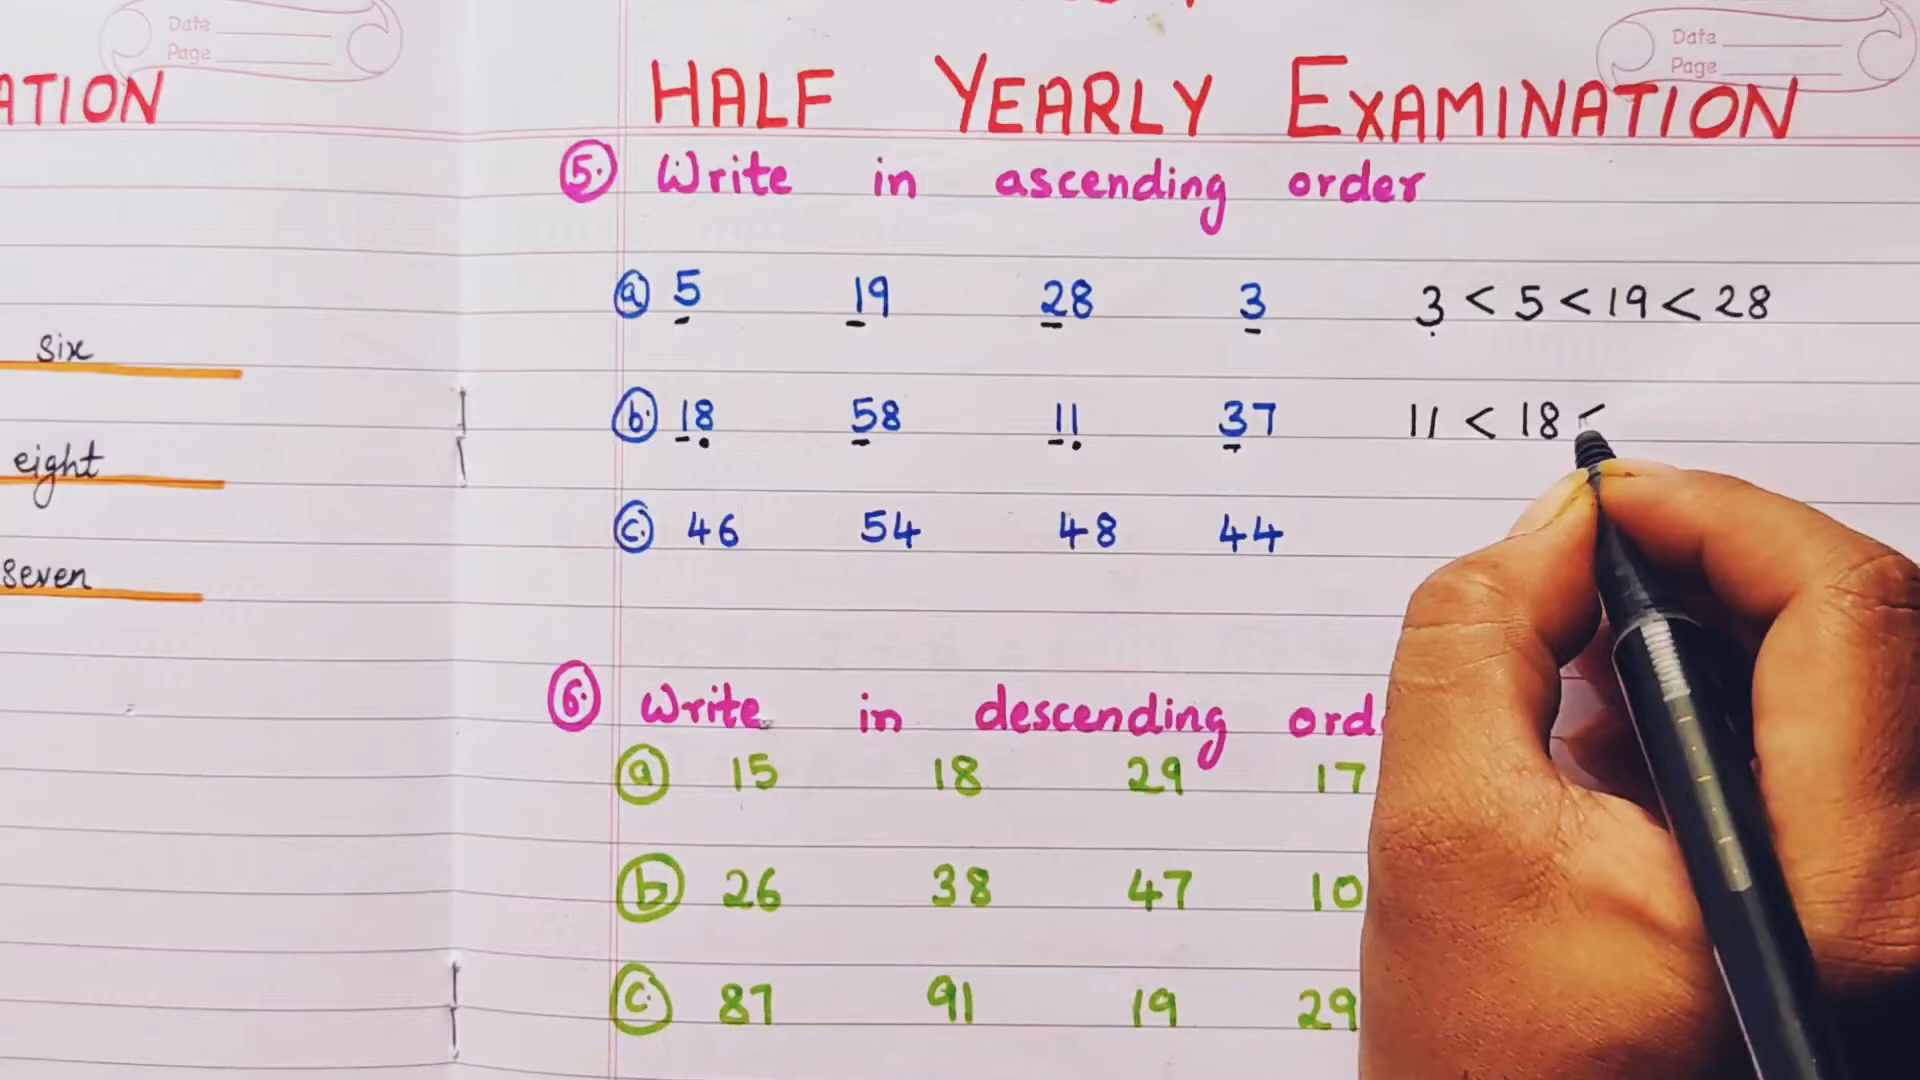 Date
Page
Date
Page
ATION
six
eight
seven
HALF YEARLY EXAMINATION
5. Write in ascending order
a 5 19 28 3 3 < 5 < 19 < 28
b. 18 58 11 37 11 < 18 <
c. 46 54 48 44
6. Write in descending ord
a 15 18 29 17
b 26 38 47 10
c. 87 91 19 29